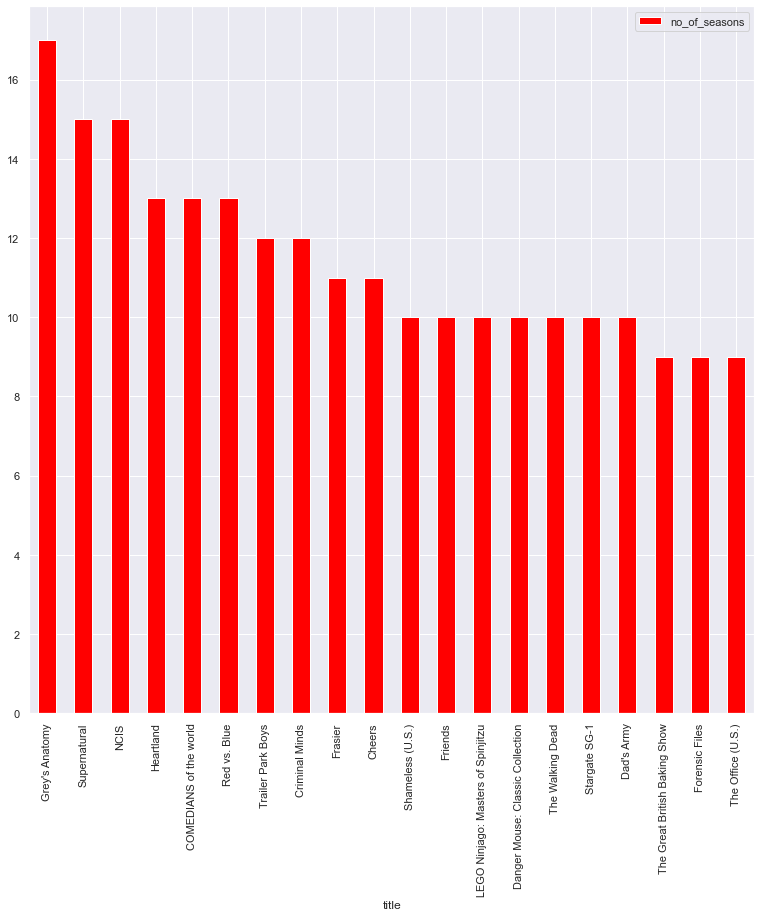 no_of_seasons
16
14
12
10
8
6
4
2
0
Grey's Anatomy
Supernatural
NCIS
Heartland
COMEDIANS of the world
Red vs. Blue
Trailer Park Boys
Criminal Minds
Frasier
Cheers
Shameless (U.S.)
Friends
LEGO Ninjago: Masters of Spinjitzu
Danger Mouse: Classic Collection
The Walking Dead
Stargate SG-1
Dad's Army
The Great British Baking Show
Forensic Files
The Office (U.S.)
title